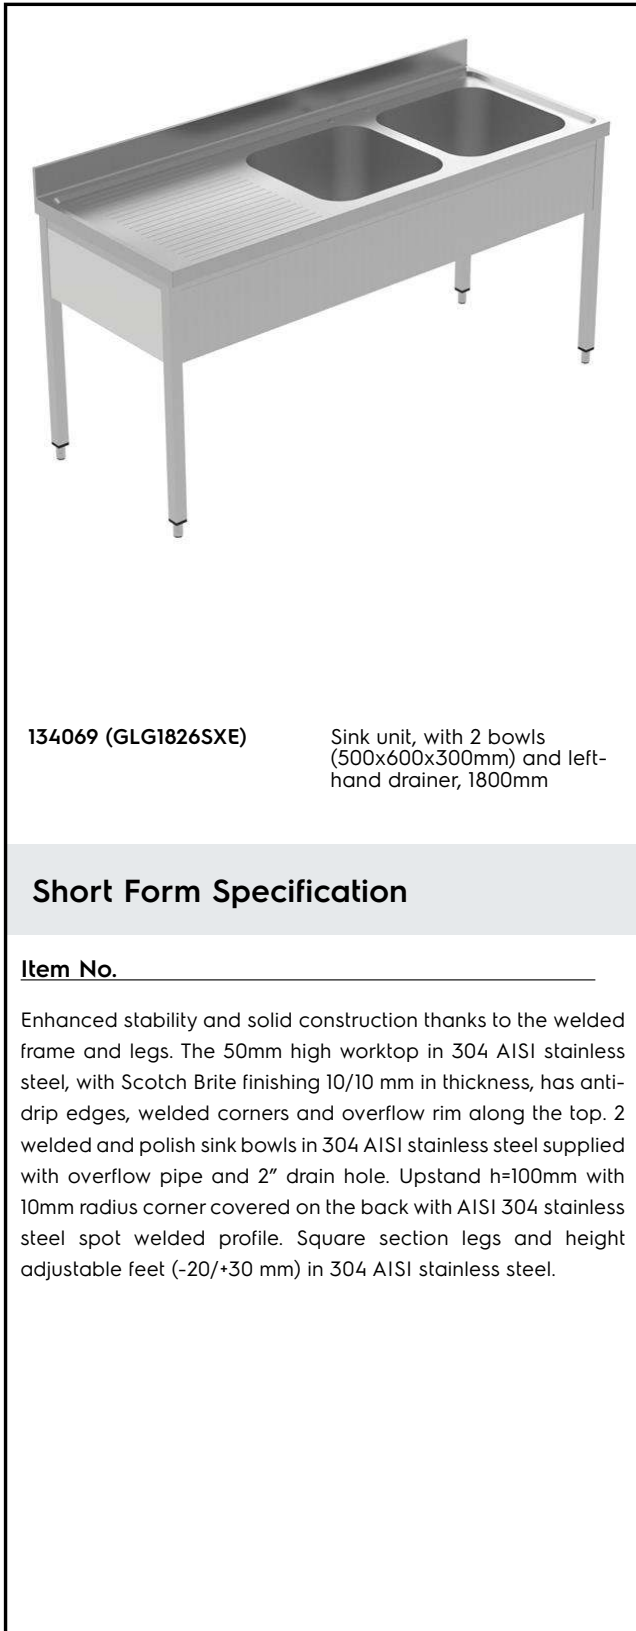 134069 (GLG1826SXE)
Sink unit, with 2 bowls
(500x600x300mm) and left-
hand drainer, 1800mm
Short Form Specification
Item No.
Enhanced stability and solid construction thanks to the welded
frame and legs. The 50mm high worktop in 304 AISI stainless
steel, with Scotch Brite finishing 10/10 mm in thickness, has anti-
drip edges, welded corners and overflow rim along the top. 2
welded and polish sink bowls in 304 AISI stainless steel supplied
with overflow pipe and 2” drain hole. Upstand h=100mm with
10mm radius corner covered on the back with AISI 304 stainless
steel spot welded profile. Square section legs and height
adjustable feet (-20/+30 mm) in 304 AISI stainless steel.